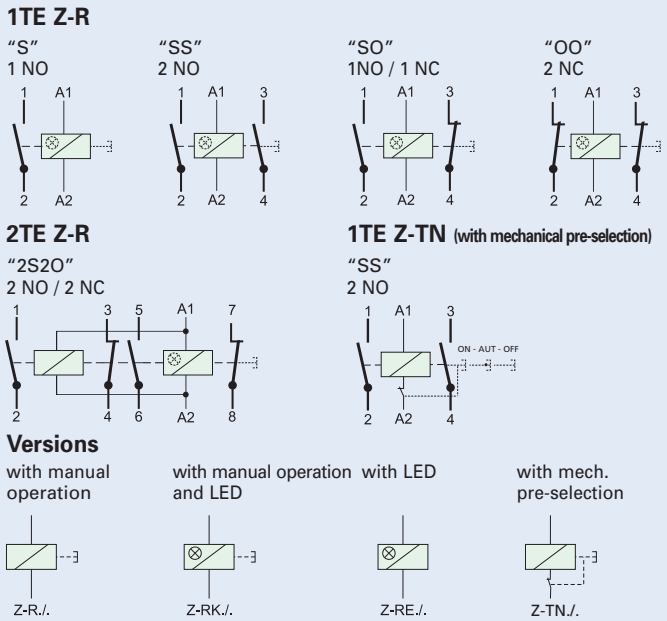 1TE Z-R
“S” “SS” “SO” “OO”
1 NO 2 NO 1NO / 1 NC 2 NC
1 A1 1 A1 3 1 A1 3 1 A1 3
2 A2 2 A2 4 2 A2 4 2 A2 4
2TE Z-R 1TE Z-TN (with mechanical pre-selection)
“2S2O” “SS”
2 NO / 2 NC 2 NO
1 3 5 A1 7 1 A1 3
ON - AUT - OFF
2 4 6 A2 8 2 A2 4
Versions
with manual with manual operation with LED with mech.
operation and LED pre-selection
Z-R./. Z-RK./. Z-RE./. Z-TN./.